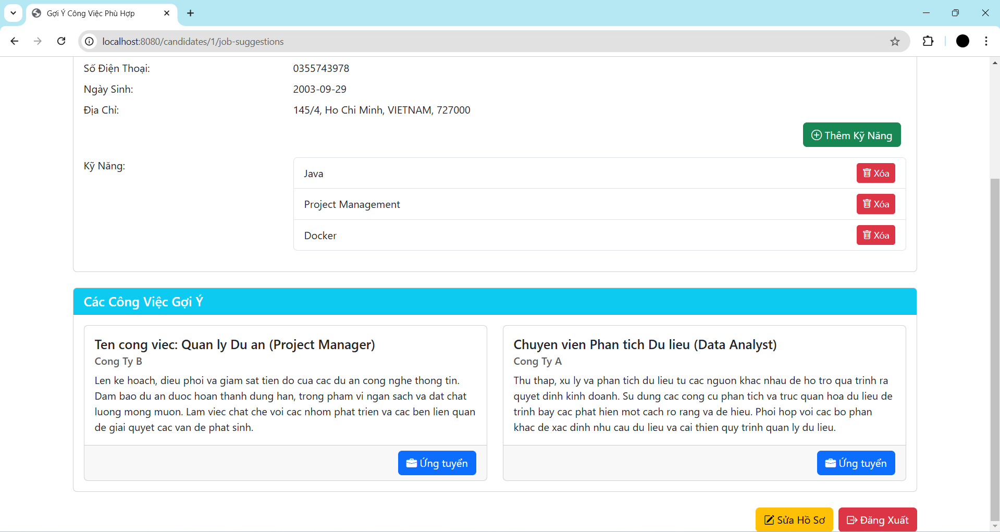 Gợi Ý Công Việc Phù Hợp
localhost:8080/candidates/1/job-suggestions
Số Điện Thoại: 0355743978
Ngày Sinh: 2003-09-29
Địa Chỉ: 145/4, Ho Chi Minh, VIETNAM, 727000
Thêm Kỹ Năng
Kỹ Năng:
Java Xóa
Project Management Xóa
Docker Xóa
Các Công Việc Gợi Ý
Ten cong viec: Quan ly Du an (Project Manager)
Cong Ty B
Len ke hoach, dieu phoi va giam sat tien do cua cac du an cong nghe thong tin.
Dam bao du an duoc hoan thanh dung han, trong pham vi ngan sach va dat chat
luong mong muon. Lam viec chat che voi cac nhom phat trien va cac ben lien quan
de giai quyet cac van de phat sinh.
Ứng tuyển
Chuyen vien Phan tich Du lieu (Data Analyst)
Cong Ty A
Thu thap, xu ly va phan tich du lieu tu cac nguon khac nhau de ho tro qua trinh ra
quyet dinh kinh doanh. Su dung cac cong cu phan tich va truc quan hoa du lieu de
trinh bay cac phat hien mot cach ro rang va de hieu. Phoi hop voi cac bo phan
khac de xac dinh nhu cau du lieu va cai thien quy trinh quan ly du lieu.
Ứng tuyển
Sửa Hồ Sơ
Đăng Xuất